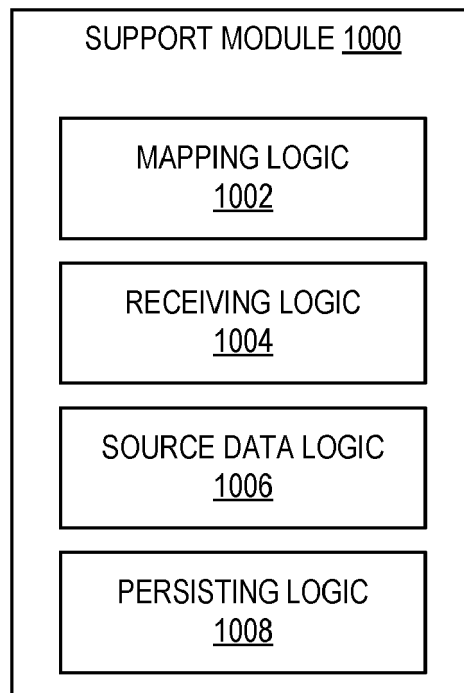 SUPPORT MODULE 1000
MAPPING LOGIC
1002
RECEIVING LOGIC
1004
SOURCE DATA LOGIC
1006
PERSISTING LOGIC
1008